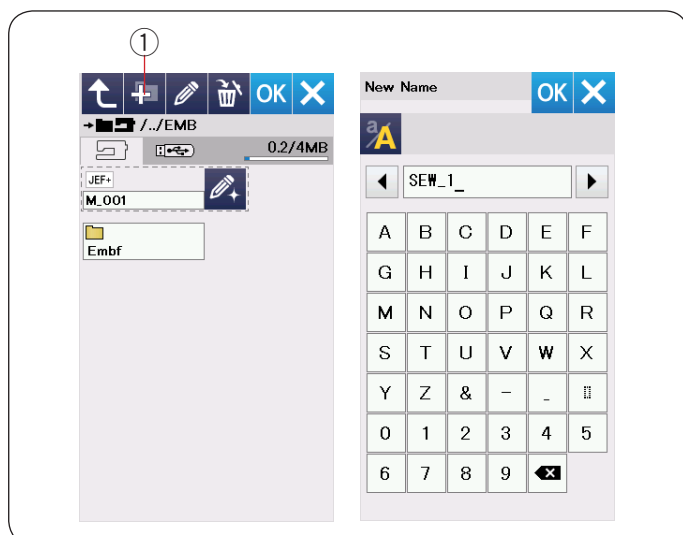 1
OK
/../EMB
0.2/4MB
JEF+
M_001
Embf
New Name
OK
a/A
SEW_1_
A B C D E F
G H I J K L
M N O P Q R
S T U V W X
Y Z & - _
0 1 2 3 4 5
6 7 8 9